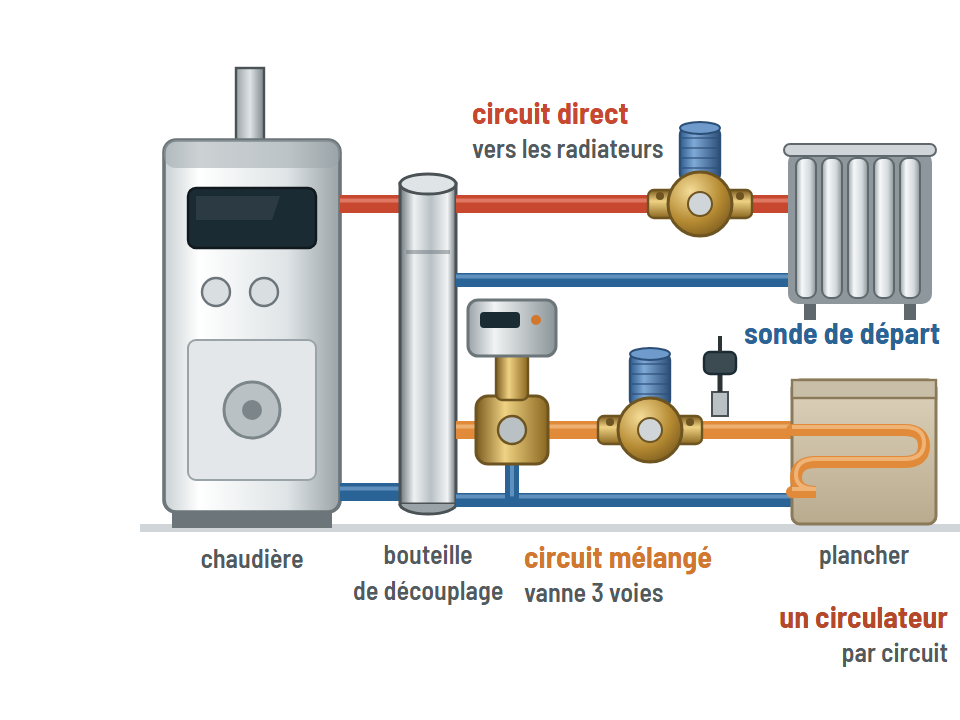 circuit direct
vers les radiateurs
sonde de départ
chaudière
bouteille
de découplage
circuit mélangé
vanne 3 voies
plancher
un circulateur
par circuit